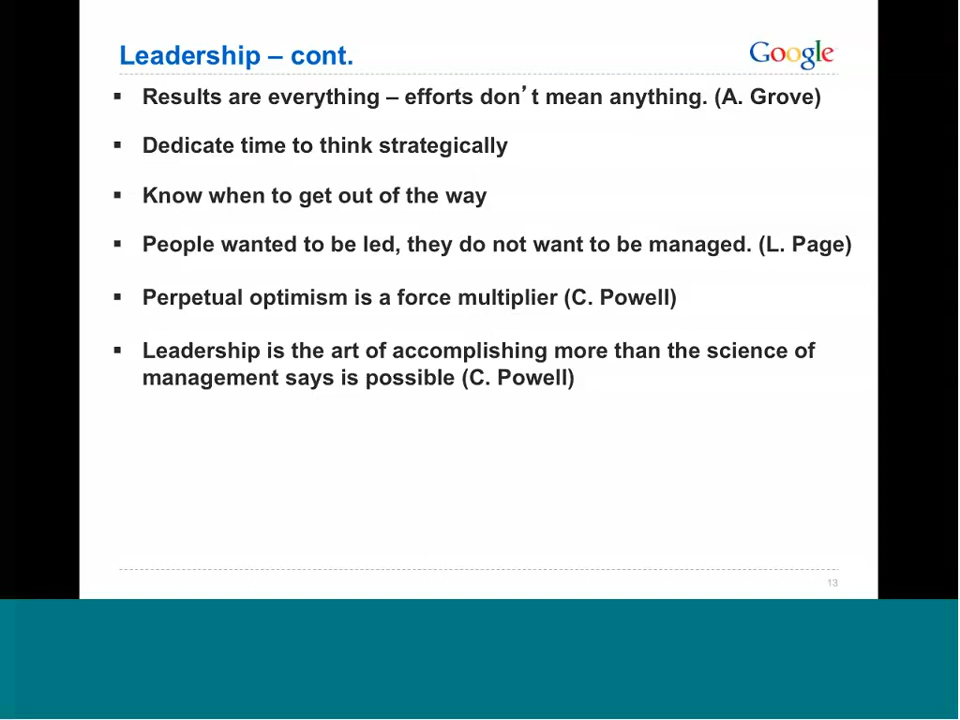 Leadership – cont.
Google
▪ Results are everything – efforts don’t mean anything. (A. Grove)
▪ Dedicate time to think strategically
▪ Know when to get out of the way
▪ People wanted to be led, they do not want to be managed. (L. Page)
▪ Perpetual optimism is a force multiplier (C. Powell)
▪ Leadership is the art of accomplishing more than the science of
management says is possible (C. Powell)
13